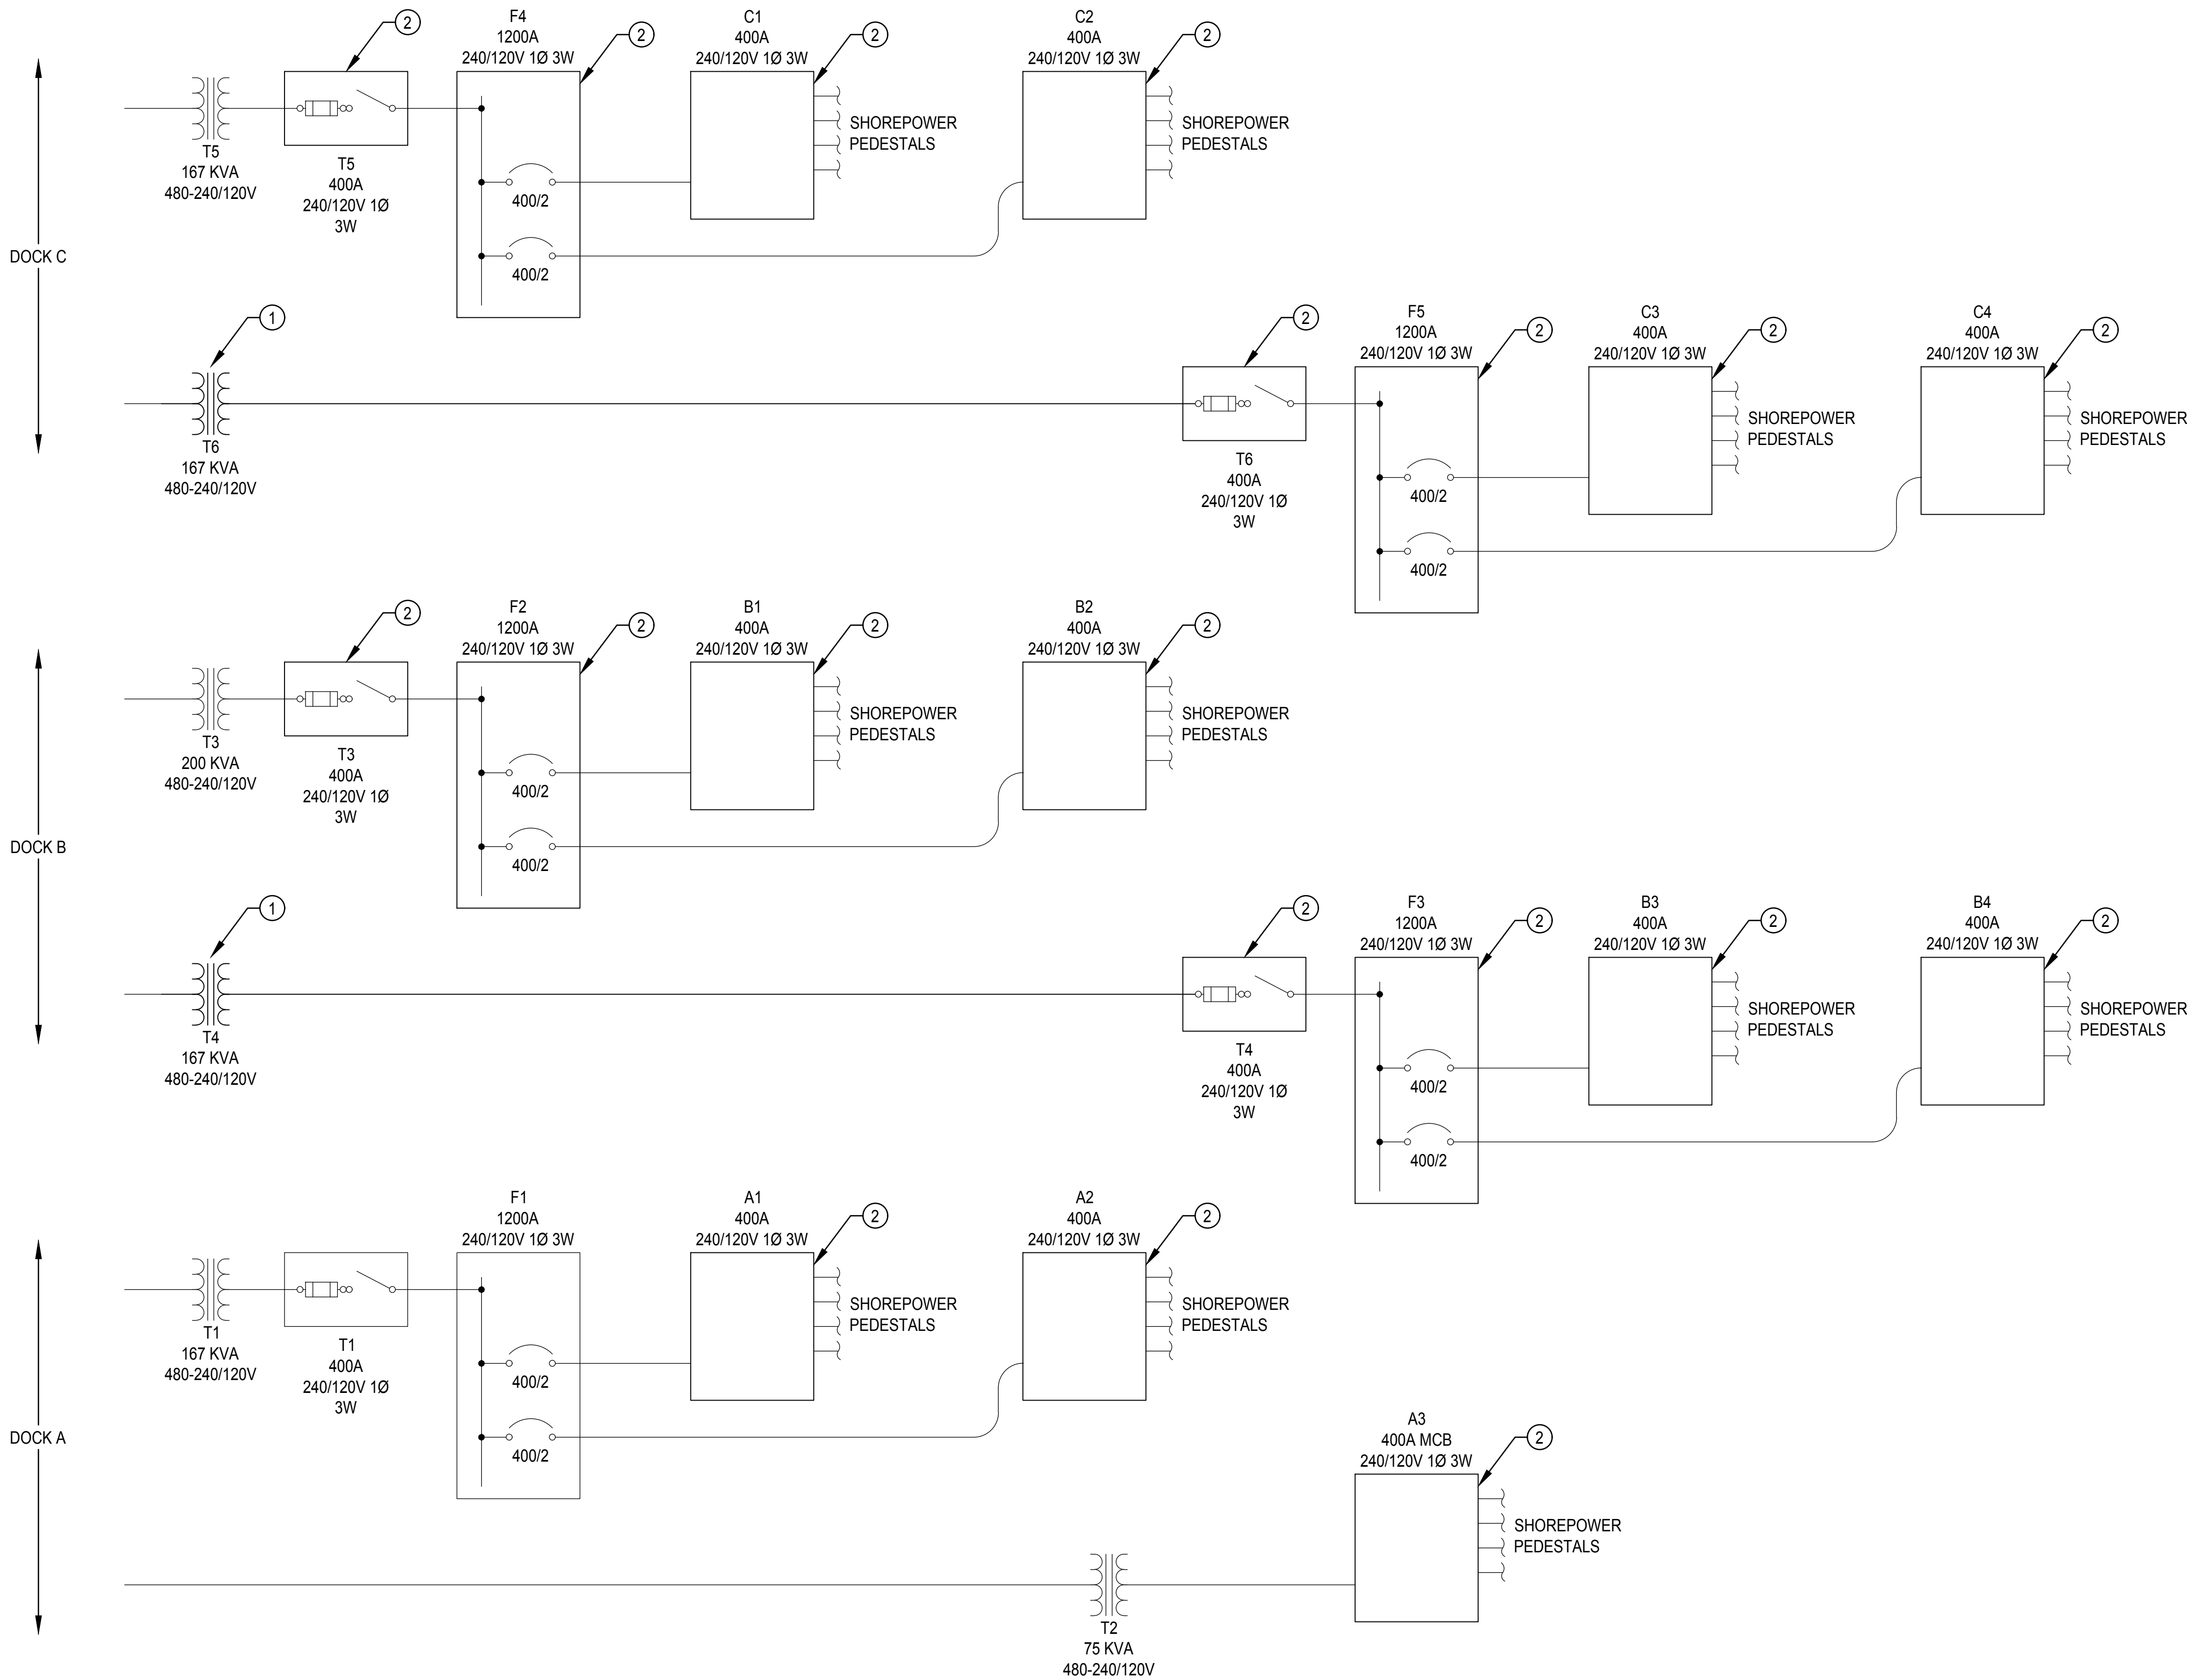 DOCK C
T5
167 KVA
480-240/120V
2
T5
400A
240/120V 1Ø
3W
F4
1200A
240/120V 1Ø 3W
2
400/2
400/2
C1
400A
240/120V 1Ø 3W
2
SHOREPOWER
PEDESTALS
C2
400A
240/120V 1Ø 3W
2
SHOREPOWER
PEDESTALS
1
T6
167 KVA
480-240/120V
2
T6
400A
240/120V 1Ø
3W
F5
1200A
240/120V 1Ø 3W
2
400/2
400/2
C3
400A
240/120V 1Ø 3W
2
SHOREPOWER
PEDESTALS
C4
400A
240/120V 1Ø 3W
2
SHOREPOWER
PEDESTALS
DOCK B
T3
200 KVA
480-240/120V
2
T3
400A
240/120V 1Ø
3W
F2
1200A
240/120V 1Ø 3W
2
400/2
400/2
B1
400A
240/120V 1Ø 3W
2
SHOREPOWER
PEDESTALS
B2
400A
240/120V 1Ø 3W
2
SHOREPOWER
PEDESTALS
1
T4
167 KVA
480-240/120V
2
T4
400A
240/120V 1Ø
3W
F3
1200A
240/120V 1Ø 3W
2
400/2
400/2
B3
400A
240/120V 1Ø 3W
2
SHOREPOWER
PEDESTALS
B4
400A
240/120V 1Ø 3W
2
SHOREPOWER
PEDESTALS
DOCK A
T1
167 KVA
480-240/120V
T1
400A
240/120V 1Ø
3W
F1
1200A
240/120V 1Ø 3W
400/2
400/2
A1
400A
240/120V 1Ø 3W
2
SHOREPOWER
PEDESTALS
A2
400A
240/120V 1Ø 3W
2
SHOREPOWER
PEDESTALS
T2
75 KVA
480-240/120V
A3
400A MCB
240/120V 1Ø 3W
2
SHOREPOWER
PEDESTALS